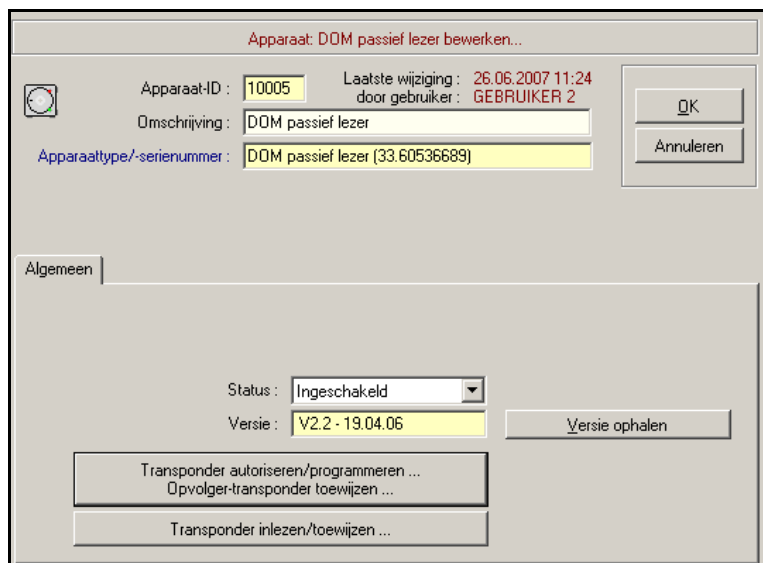 Apparaat: DOM passief lezer bewerken...
Apparaat-ID : 10005 Laatste wijziging : 26.06.2007 11:24
door gebruiker : GEBRUIKER 2
Omschrijving : DOM passief lezer
Apparaattype/-serienummer : DOM passief lezer (33.60536689)
OK
Annuleren
Algemeen
Status : Ingeschakeld
Versie : V2.2 - 19.04.06 Versie ophalen
Transponder autoriseren/programmeren ...
Opvolger-transponder toewijzen ...
Transponder inlezen/toewijzen ...